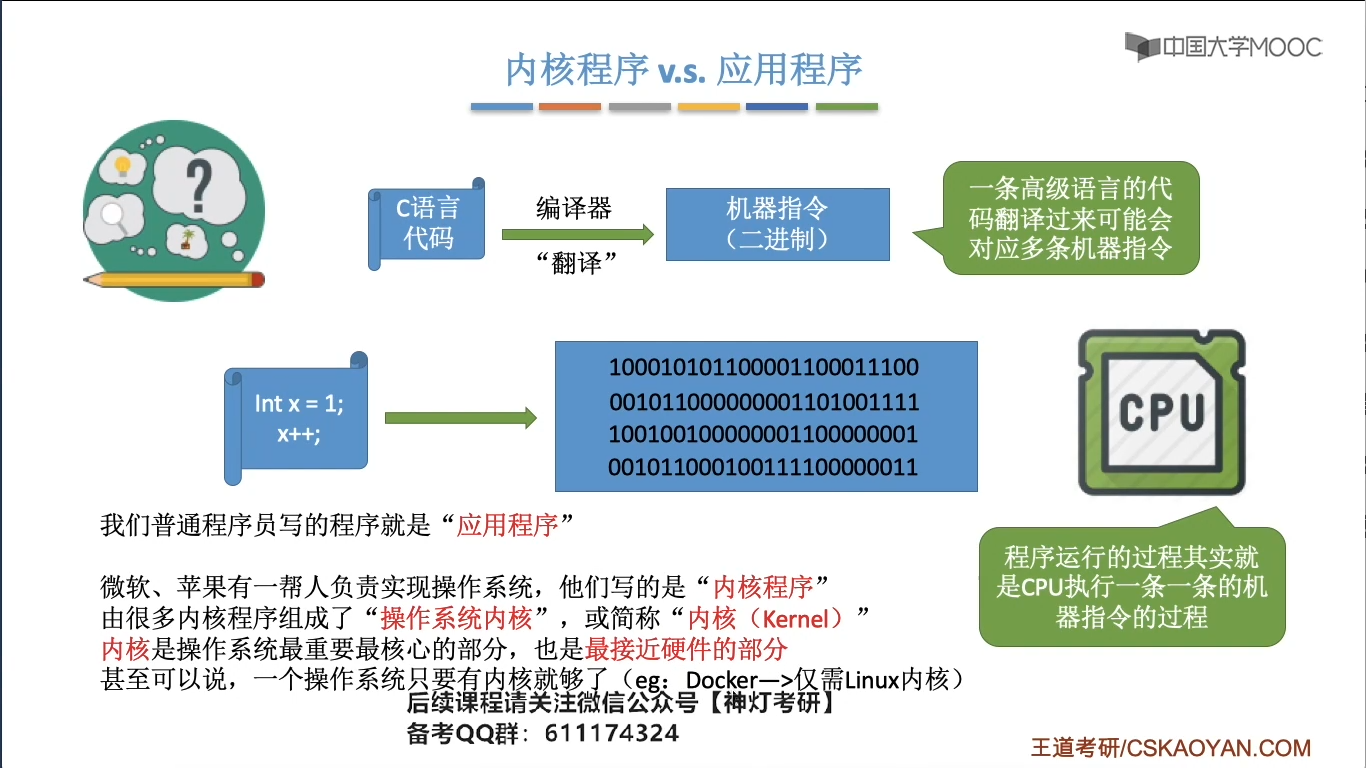 中国大学MOOC
内核程序 v.s. 应用程序
C语言
代码
编译器
“翻译”
机器指令
（二进制）
一条高级语言的代
码翻译过来可能会
对应多条机器指令
?
Int x = 1;
x++;
100010101100001100011100
001011000000001101001111
100100100000001100000001
001011000100111100000011
CPU
我们普通程序员写的程序就是“应用程序”
微软、苹果有一帮人负责实现操作系统，他们写的是“内核程序”
由很多内核程序组成了“操作系统内核”，或简称“内核（Kernel）”
内核是操作系统最重要最核心的部分，也是最接近硬件的部分
甚至可以说，一个操作系统只要有内核就够了（eg：Docker—>仅需Linux内核）
程序运行的过程其实就
是CPU执行一条一条的机
器指令的过程
后续课程请关注微信公众号【神灯考研】
备考QQ群：611174324
王道考研/CSKAOYAN.COM